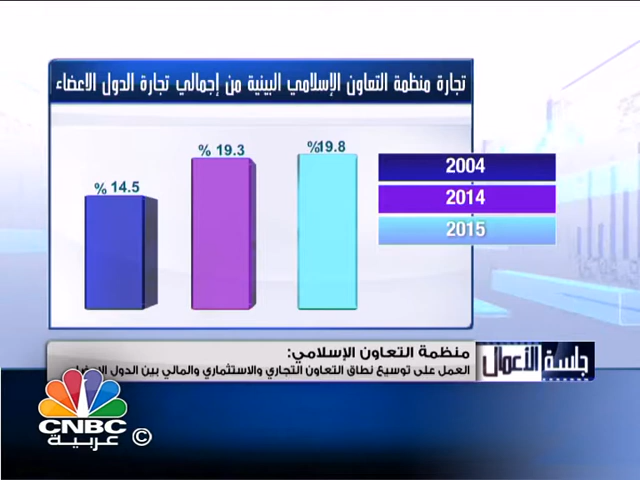 تجارة منظمة التعاون الإسلامي البينية من إجمالي تجارة الدول الاعضاء
% 14.5
% 19.3
%19.8
2004
2014
2015
جلسة الأعمال
منظمة التعاون الإسلامي:
العمل على توسيع نطاق التعاون التجاري والاستثماري والمالي بين الدول
CNBC
عربية ©